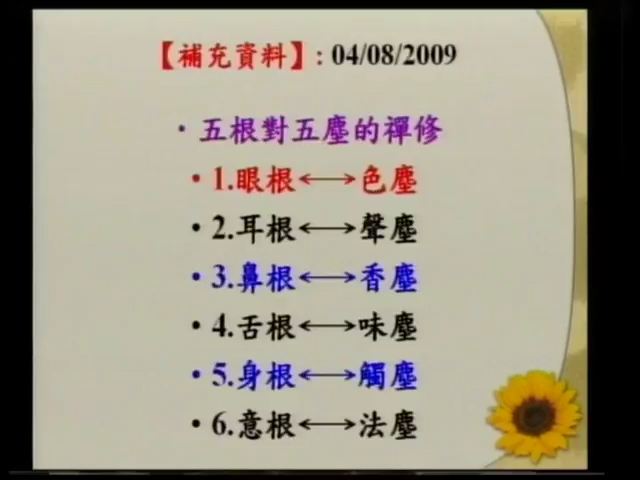 【補充資料】: 04/08/2009
• 五根對五塵的禪修
• 1.眼根⟷色塵
• 2.耳根⟷聲塵
• 3.鼻根⟷香塵
• 4.舌根⟷味塵
• 5.身根⟷觸塵
• 6.意根⟷法塵